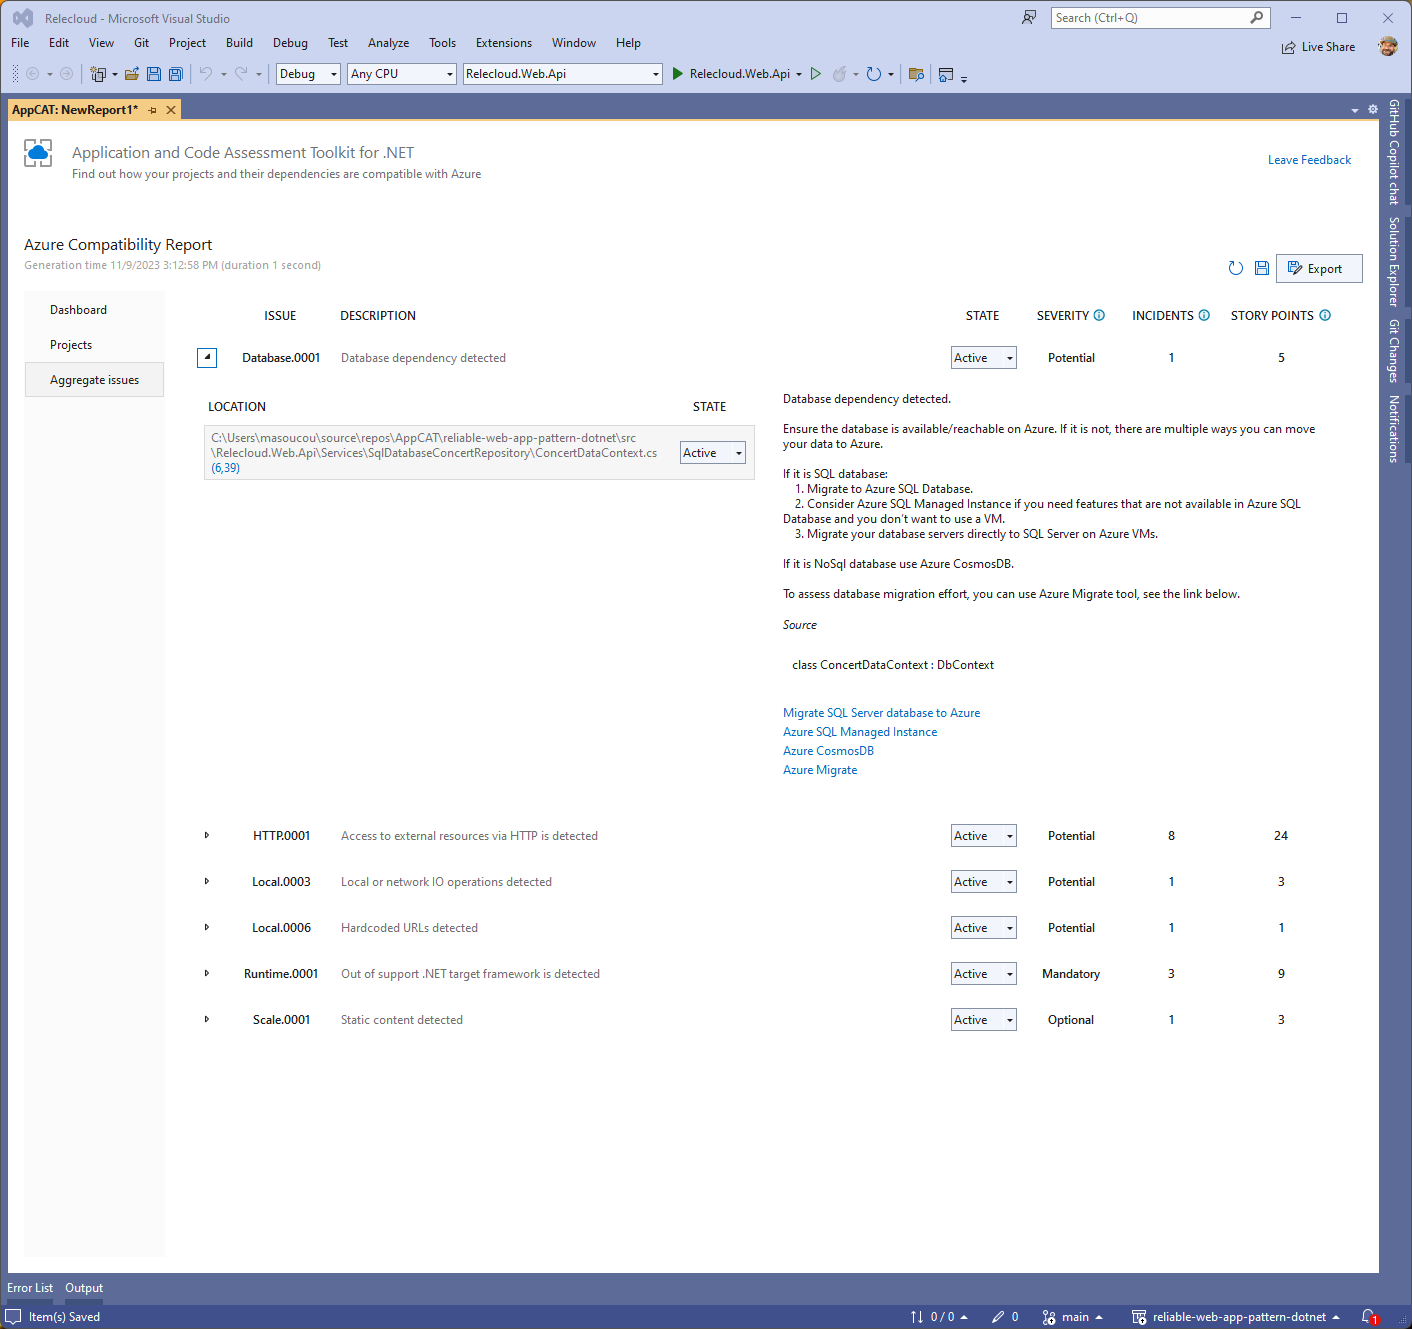 Relecloud - Microsoft Visual Studio
Search (Ctrl+Q)
File Edit View Git Project Build Debug Test Analyze Tools Extensions Window Help
Live Share
Debug Any CPU Relecloud.Web.Api Relecloud.Web.Api
AppCAT: NewReport1*
Application and Code Assessment Toolkit for .NET
Find out how your projects and their dependencies are compatible with Azure
Leave Feedback
Azure Compatibility Report
Generation time 11/9/2023 3:12:58 PM (duration 1 second)
Export
Dashboard
Projects
Aggregate issues
ISSUE DESCRIPTION STATE SEVERITY INCIDENTS STORY POINTS
Database.0001 Database dependency detected Active Potential 1 5
LOCATION STATE
C:\Users\masoucou\source\repos\AppCAT\reliable-web-app-pattern-dotnet\src
\Relecloud.Web.Api\Services\SqlDatabaseConcertRepository\ConcertDataContext.cs
(6,39)
Active
Database dependency detected.
Ensure the database is available/reachable on Azure. If it is not, there are multiple ways you can move
your data to Azure.
If it is SQL database:
1. Migrate to Azure SQL Database.
2. Consider Azure SQL Managed Instance if you need features that are not available in Azure SQL
Database and you don't want to use a VM.
3. Migrate your database servers directly to SQL Server on Azure VMs.
If it is NoSql database use Azure CosmosDB.
To assess database migration effort, you can use Azure Migrate tool, see the link below.
Source
class ConcertDataContext : DbContext
Migrate SQL Server database to Azure
Azure SQL Managed Instance
Azure CosmosDB
Azure Migrate
HTTP.0001 Access to external resources via HTTP is detected Active Potential 8 24
Local.0003 Local or network IO operations detected Active Potential 1 3
Local.0006 Hardcoded URLs detected Active Potential 1 1
Runtime.0001 Out of support .NET target framework is detected Active Mandatory 3 9
Scale.0001 Static content detected Active Optional 1 3
GitHub Copilot chat
Solution Explorer
Git Changes
Notifications
Error List Output
Item(s) Saved
0 / 0
0
main
reliable-web-app-pattern-dotnet
1